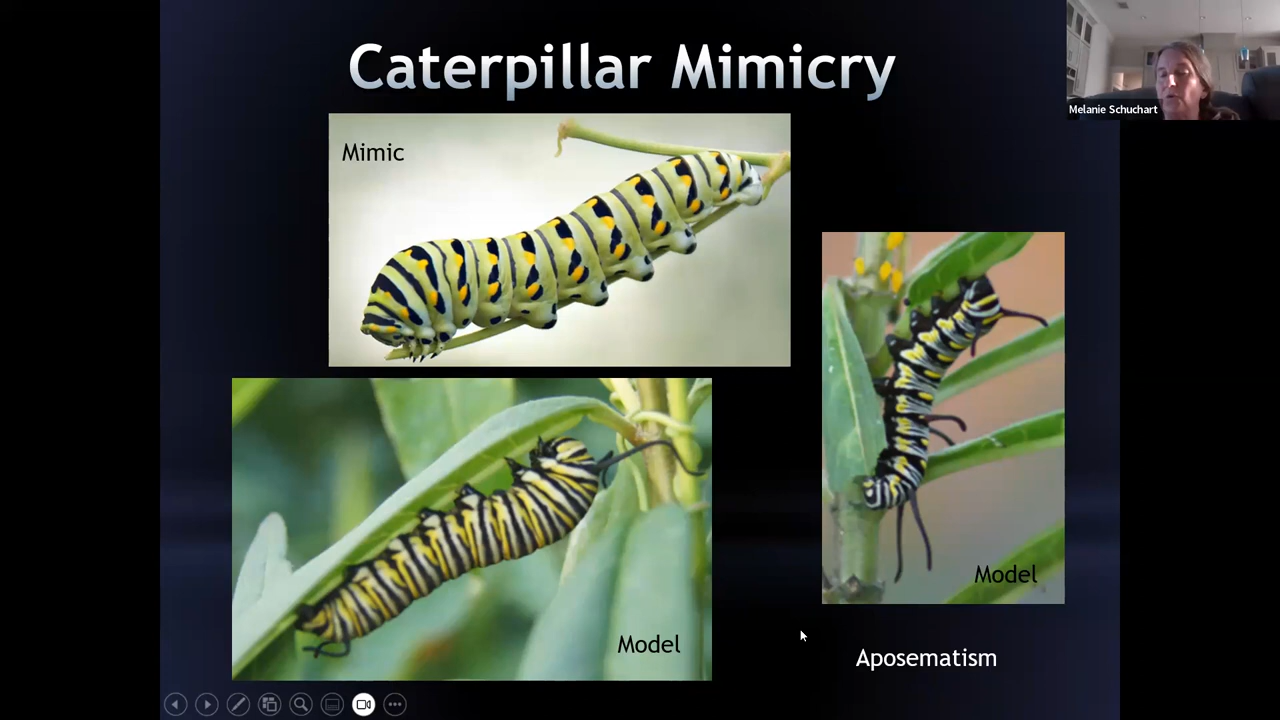 Caterpillar Mimicry
Melanie Schuchart
Mimic
Model
Model
Aposematism